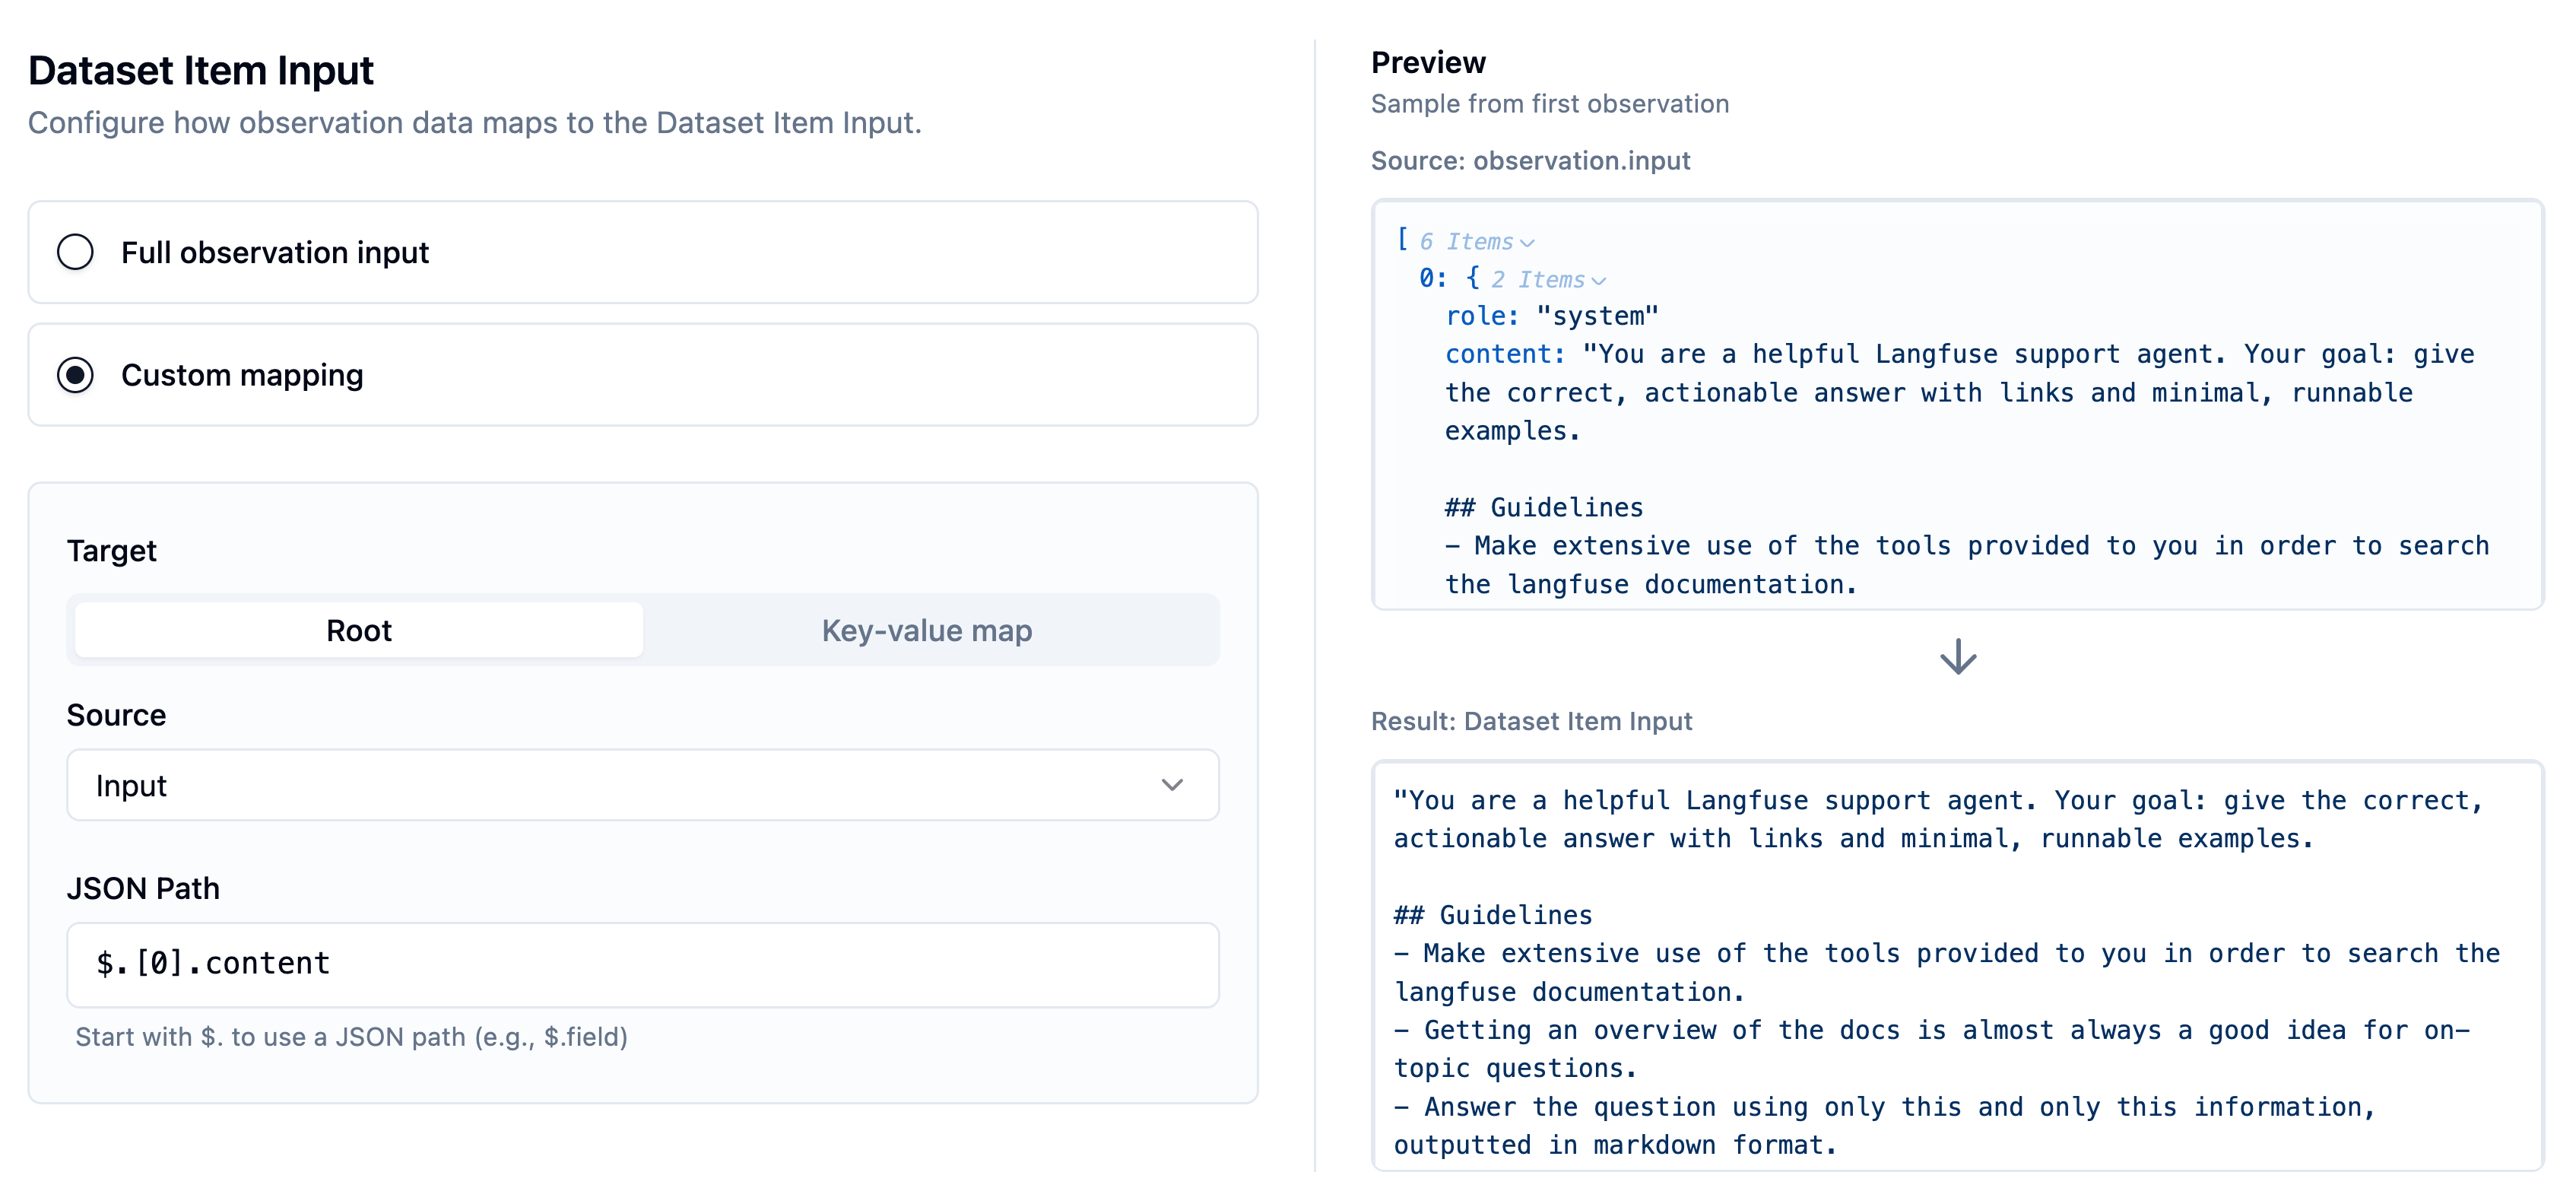 Dataset Item Input
Configure how observation data maps to the Dataset Item Input.
Full observation input
Custom mapping
Target
Root
Key-value map
Source
Input
JSON Path
$.[0].content
Start with $. to use a JSON path (e.g., $.field)
Preview
Sample from first observation
Source: observation.input
[ 6 Items
0: { 2 Items
role: "system"
content: "You are a helpful Langfuse support agent. Your goal: give
the correct, actionable answer with links and minimal, runnable
examples.
## Guidelines
- Make extensive use of the tools provided to you in order to search
the langfuse documentation.
Result: Dataset Item Input
"You are a helpful Langfuse support agent. Your goal: give the correct,
actionable answer with links and minimal, runnable examples.
## Guidelines
- Make extensive use of the tools provided to you in order to search the
langfuse documentation.
- Getting an overview of the docs is almost always a good idea for on-
topic questions.
- Answer the question using only this and only this information,
outputted in markdown format.